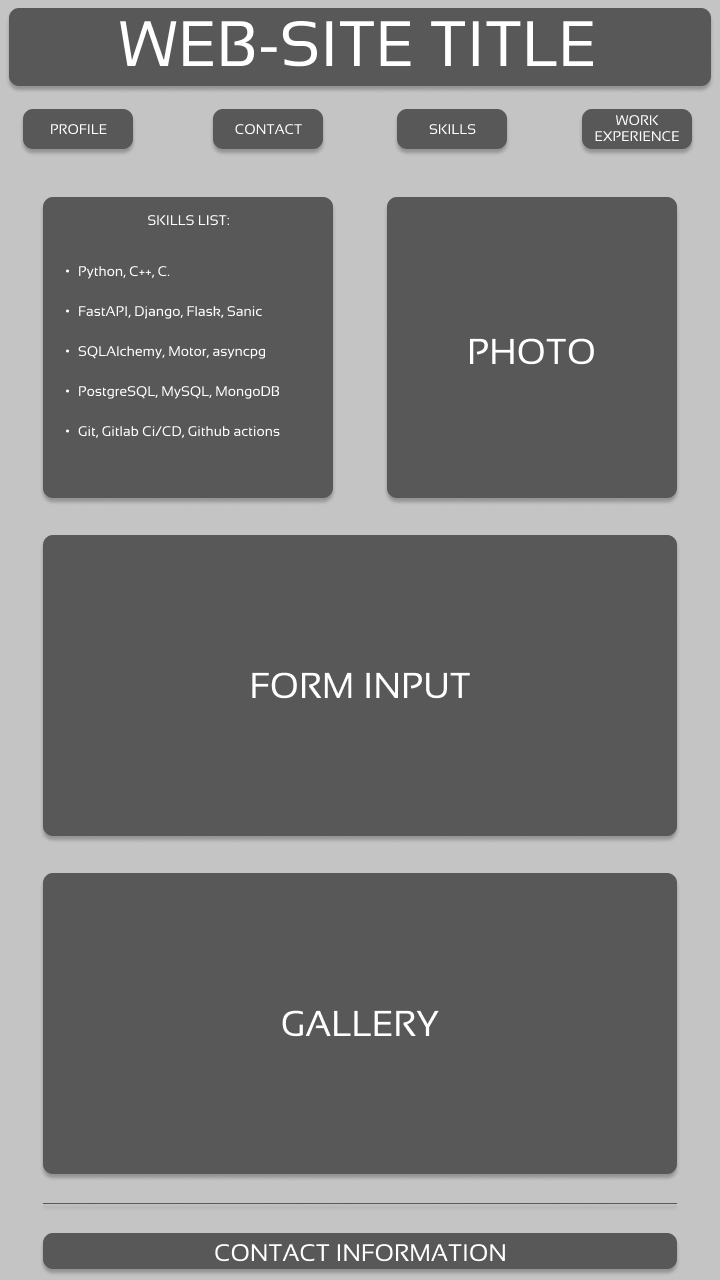 WEB-SITE TITLE
PROFILE
CONTACT
SKILLS
WORK
EXPERIENCE
SKILLS LIST:
• Python, C++, C.
• FastAPI, Django, Flask, Sanic
• SQLAlchemy, Motor, asyncpg
• PostgreSQL, MySQL, MongoDB
• Git, Gitlab Ci/CD, Github actions
PHOTO
FORM INPUT
GALLERY
CONTACT INFORMATION